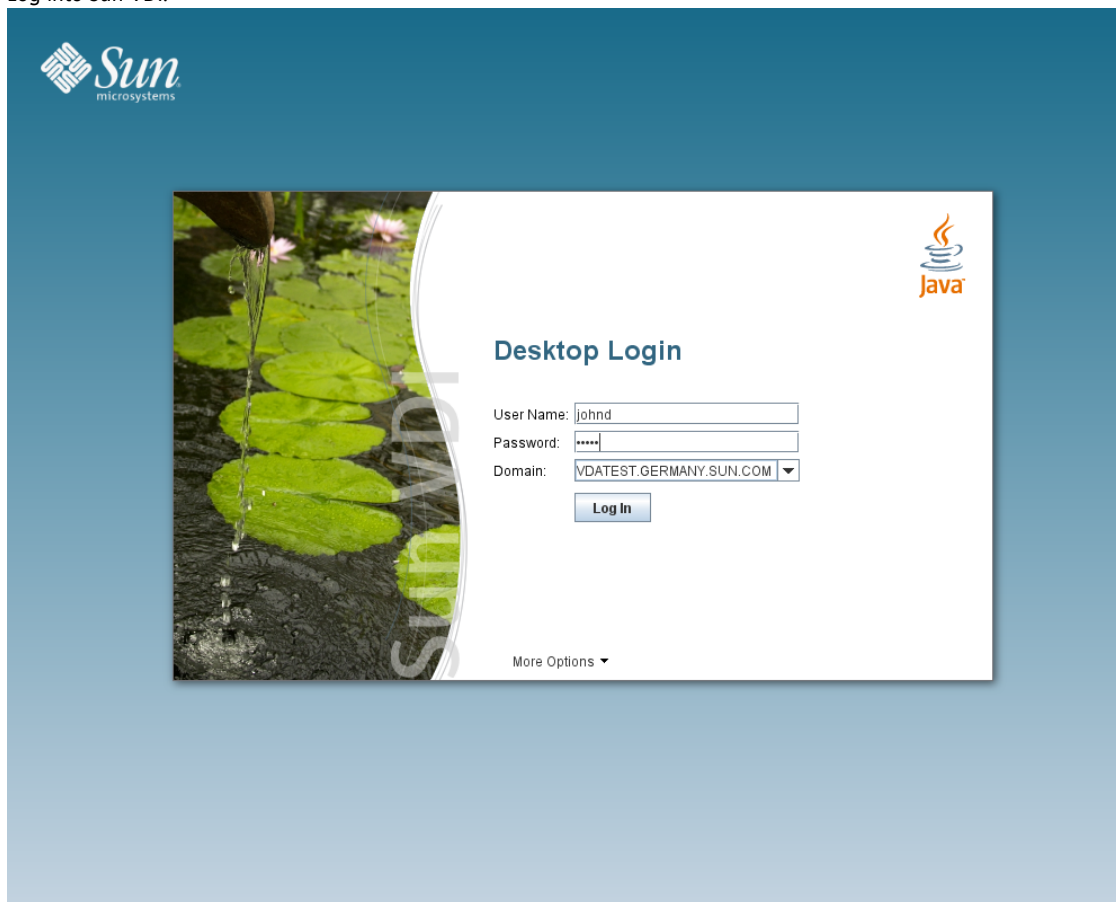 Log into Sun VDI.
Sun
microsystems
Java
Desktop Login
User Name: johnd
Password: •••••
Domain: VDATEST.GERMANY.SUN.COM
Log In
More Options
Sun VDI